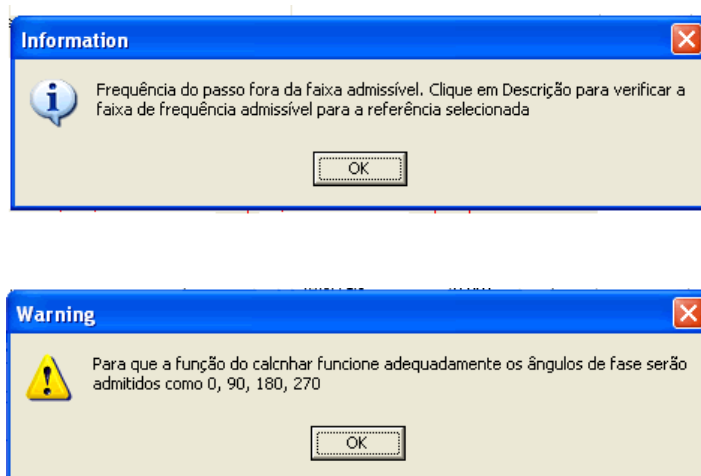 Information
Frequência do passo fora da faixa admissível. Clique em Descrição para verificar a
faixa de frequência admissível para a referência selecionada
OK
Warning
Para que a função do calcnhar funcione adequadamente os ângulos de fase serão
admitidos como 0, 90, 180, 270
OK